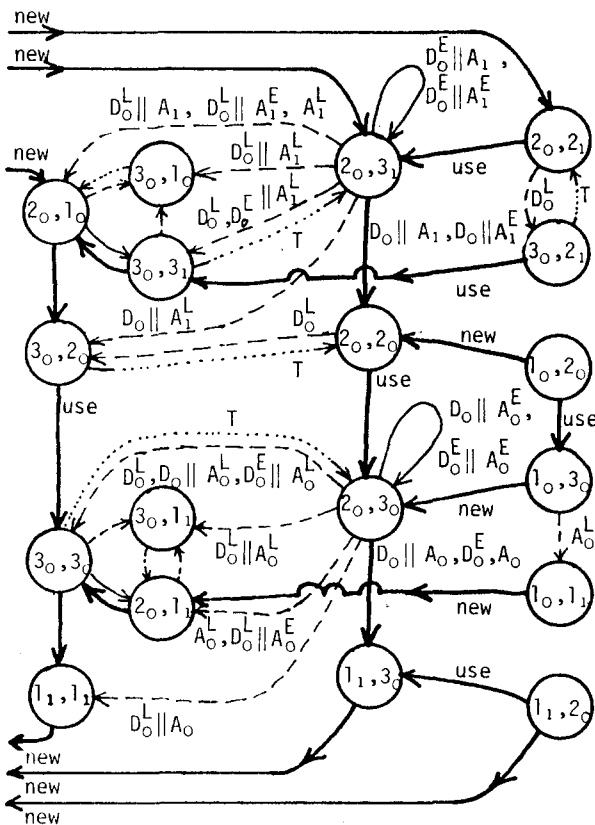 new
new
D₀ᴱ ∥ A₁ ,
D₀ᴱ ∥ A₁ᴱ
D₀ᴸ ∥ A₁, D₀ᴸ ∥ A₁ᴱ, A₁ᴸ
2₀,2₁
new
3₀,1₀
D₀ᴸ ∥ A₁ᴸ
2₀,3₁
use
D₀ᴸ
T
2₀,1₀
D₀ᴸ,D₀ᴱ ∥ A₁ᴸ
T
D₀ ∥ A₁, D₀ ∥ A₁ᴱ
3₀,2₁
3₀,3₁
use
D₀ ∥ A₁ᴸ
D₀ᴸ
new
3₀,2₀
T
2₀,2₀
1₀,2₀
use
use
use
T
D₀ ∥ A₀ᴱ,
D₀ᴱ ∥ A₀ᴱ
D₀ᴸ,D₀ ∥ A₀ᴸ,D₀ᴱ ∥ A₀ᴸ
1₀,3₀
3₀,1₁
2₀,3₀
new
D₀ᴸ ∥ A₀ᴸ
A₀ᴸ
D₀ ∥ A₀,D₀ᴱ,A₀
3₀,3₀
2₀,1₁
1₀,1₁
new
A₀ᴸ,D₀ᴸ ∥ A₀ᴱ
use
1₁,1₁
1₁,3₀
1₁,2₀
D₀ᴸ ∥ A₀
new
new
new